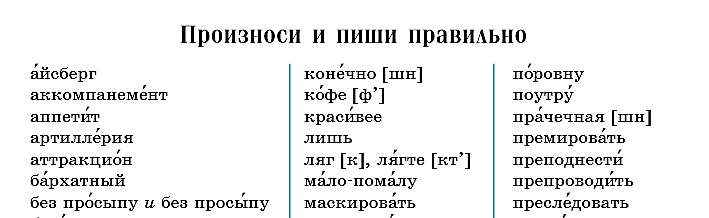 Произноси и пиши правильно
а́йсберг
аккомпанеме́нт
аппети́т
артилле́рия
аттракцио́н
ба́рхатный
без про́сыпу и без просы́пу
коне́чно [шн]
ко́фе [ф’]
краси́вее
лишь
ляг [к], ля́гте [кт’]
ма́ло-пома́лу
маскирова́ть
по́ровну
поутру́
пра́чечная [шн]
премирова́ть
преподнести́
препроводи́ть
пресле́довать